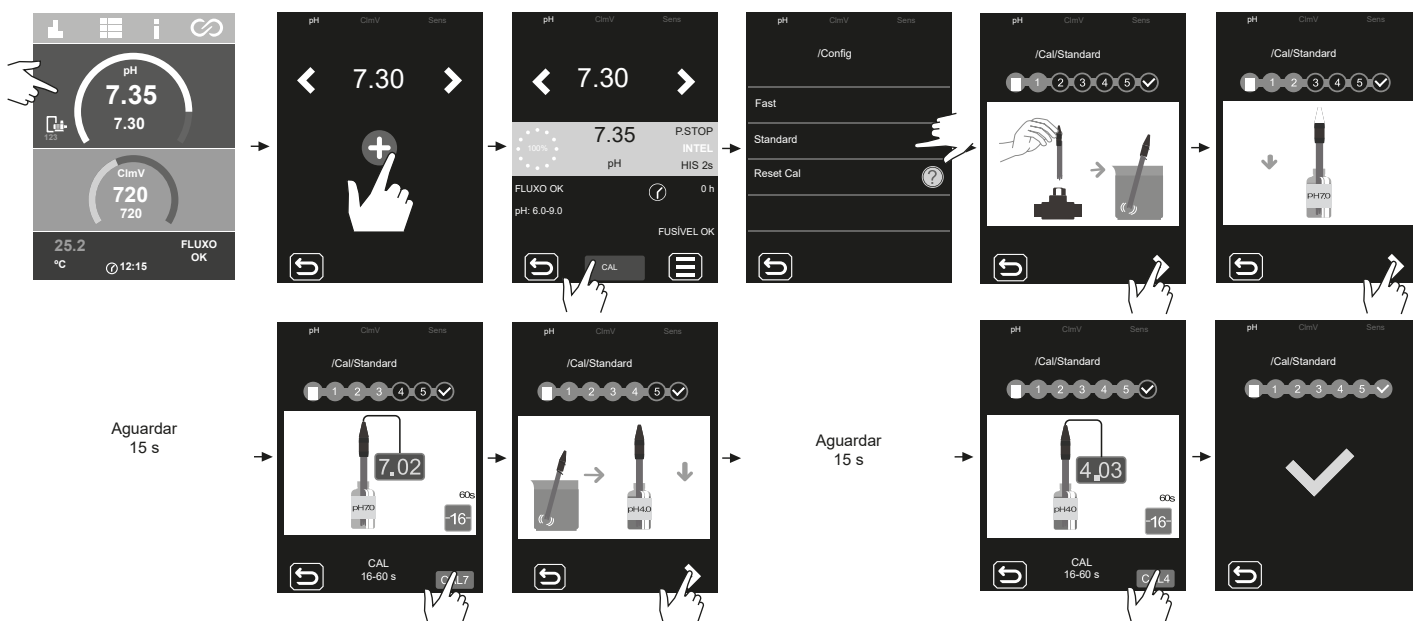 pH
7.35
7.30
123
ClmV
720
720
25.2
ºC
12:15
FLUXO
OK
pH ClmV Sens
7.30
pH ClmV Sens
7.30
100%
7.35
pH
P.STOP
INTEL
HIS 2s
FLUXO OK
0 h
pH: 6.0-9.0
FUSÍVEL OK
CAL
pH ClmV Sens
/Config
Fast
Standard
Reset Cal
?
pH ClmV Sens
/Cal/Standard
1 2 3 4 5
pH ClmV Sens
/Cal/Standard
1 2 3 4 5
pH7.0
Aguardar
15 s
pH ClmV Sens
/Cal/Standard
1 2 3 4 5
7.02
pH7.0
60s
-16-
CAL
16-60 s
CAL7
pH ClmV Sens
/Cal/Standard
1 2 3 4 5
pH4.0
Aguardar
15 s
pH ClmV Sens
/Cal/Standard
1 2 3 4 5
4.03
pH4.0
60s
-16-
CAL
16-60 s
CAL4
pH ClmV Sens
/Cal/Standard
1 2 3 4 5